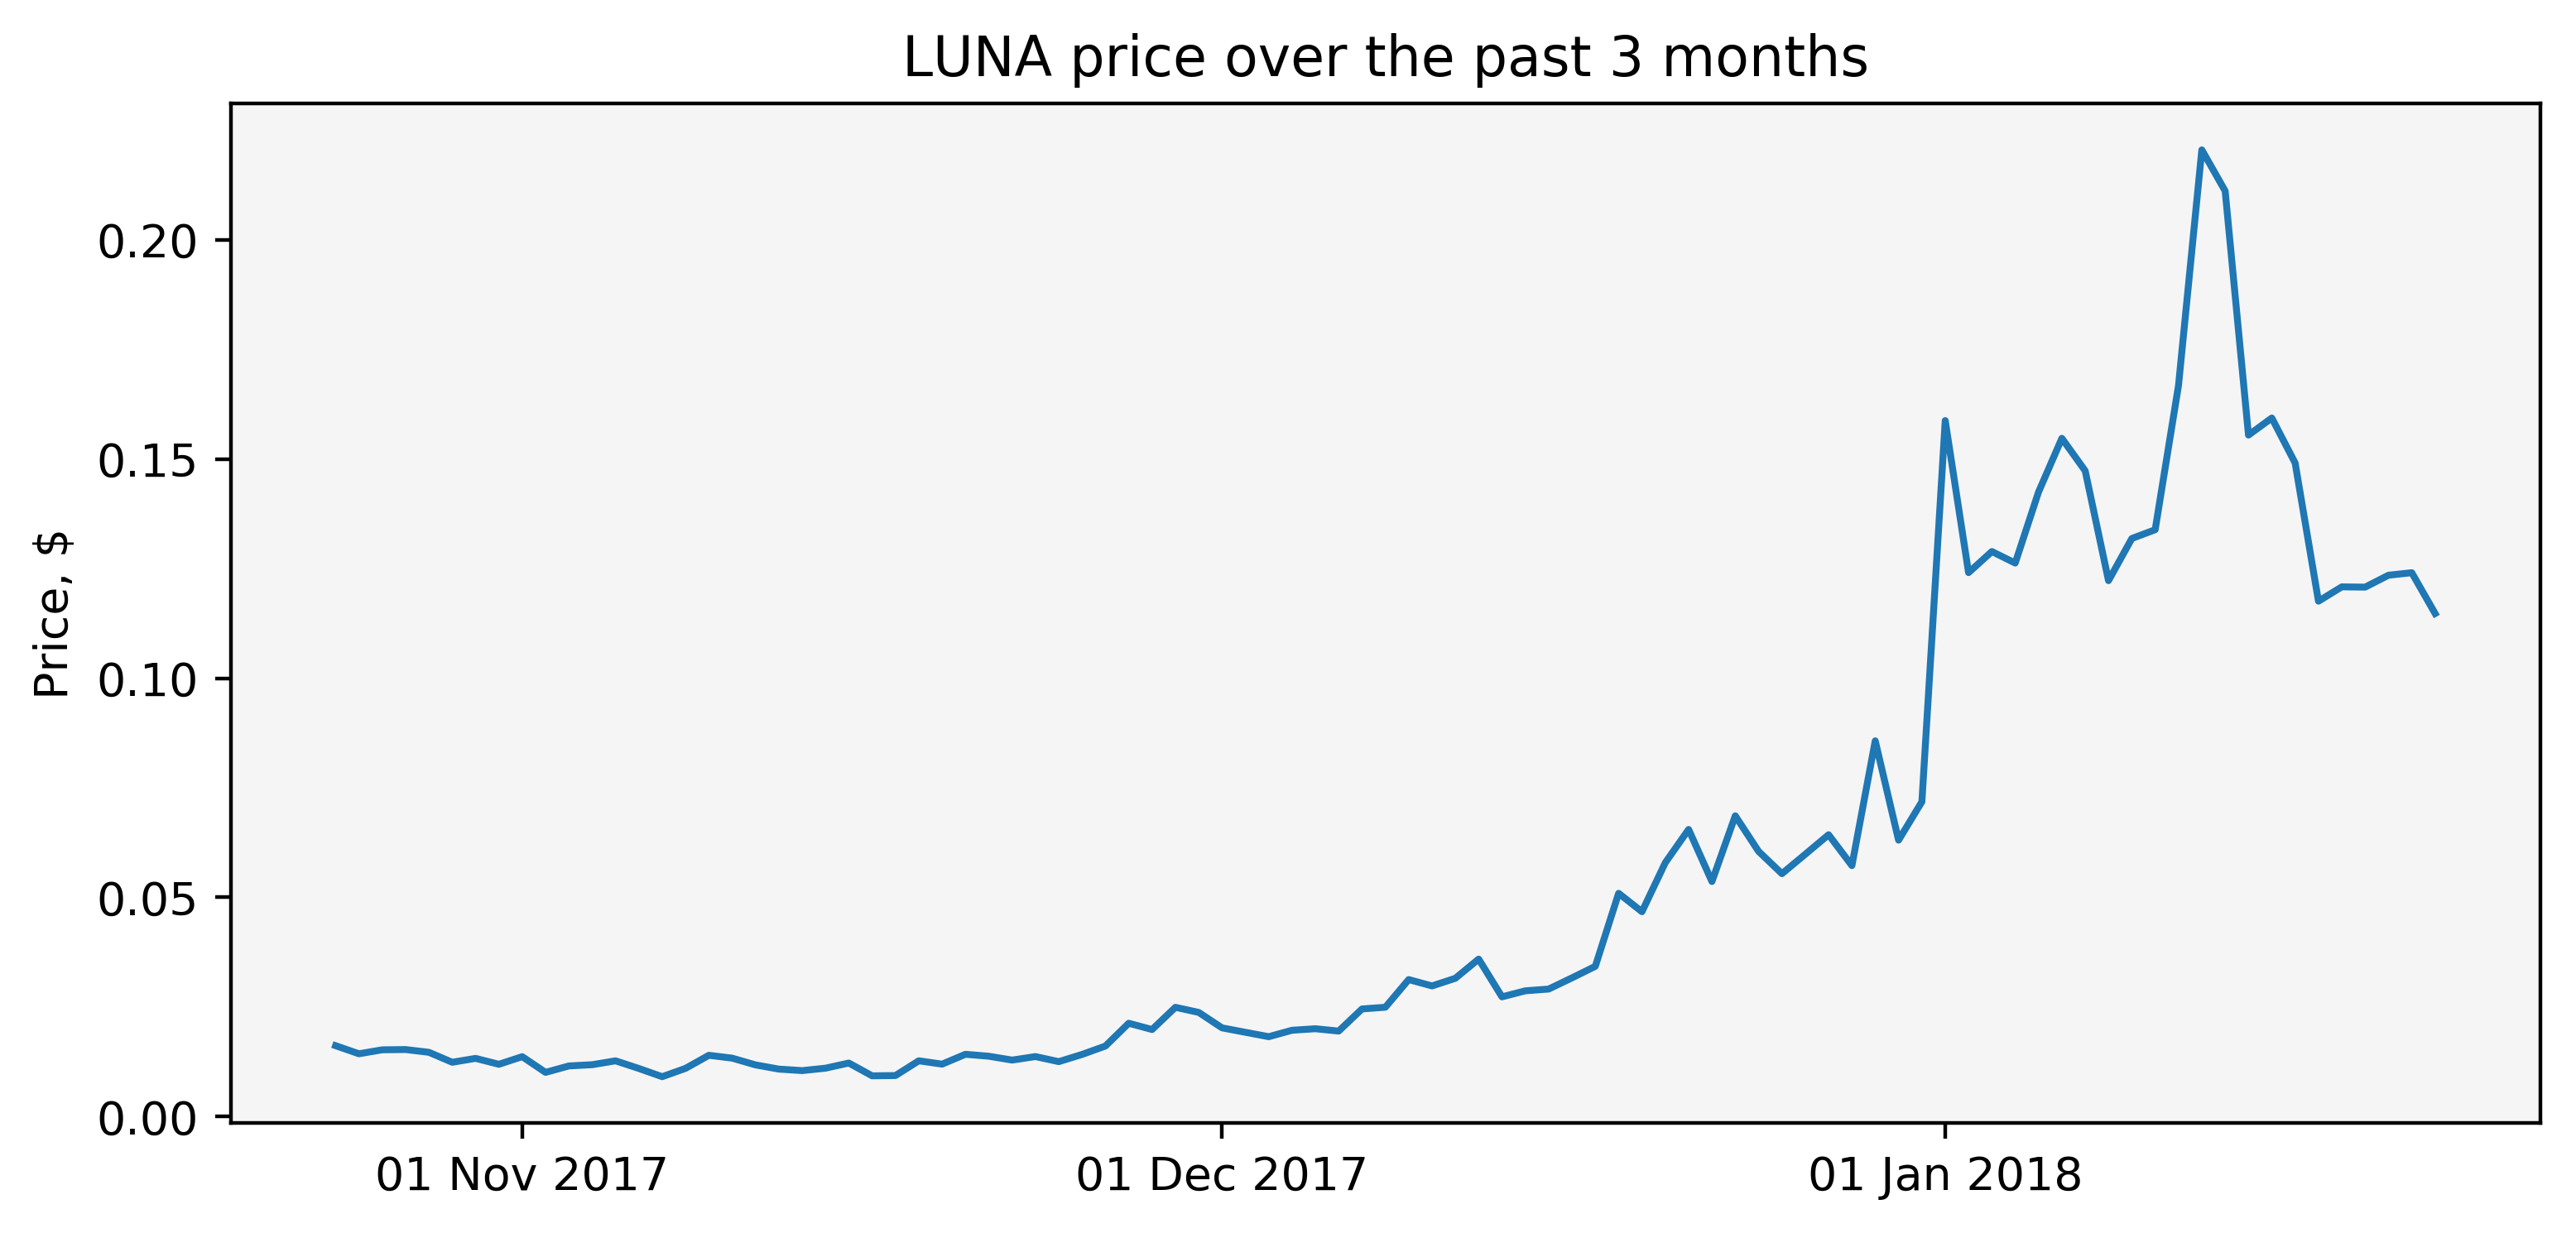 LUNA price over the past 3 months
Price, $
0.20
0.15
0.10
0.05
0.00
01 Nov 2017
01 Dec 2017
01 Jan 2018